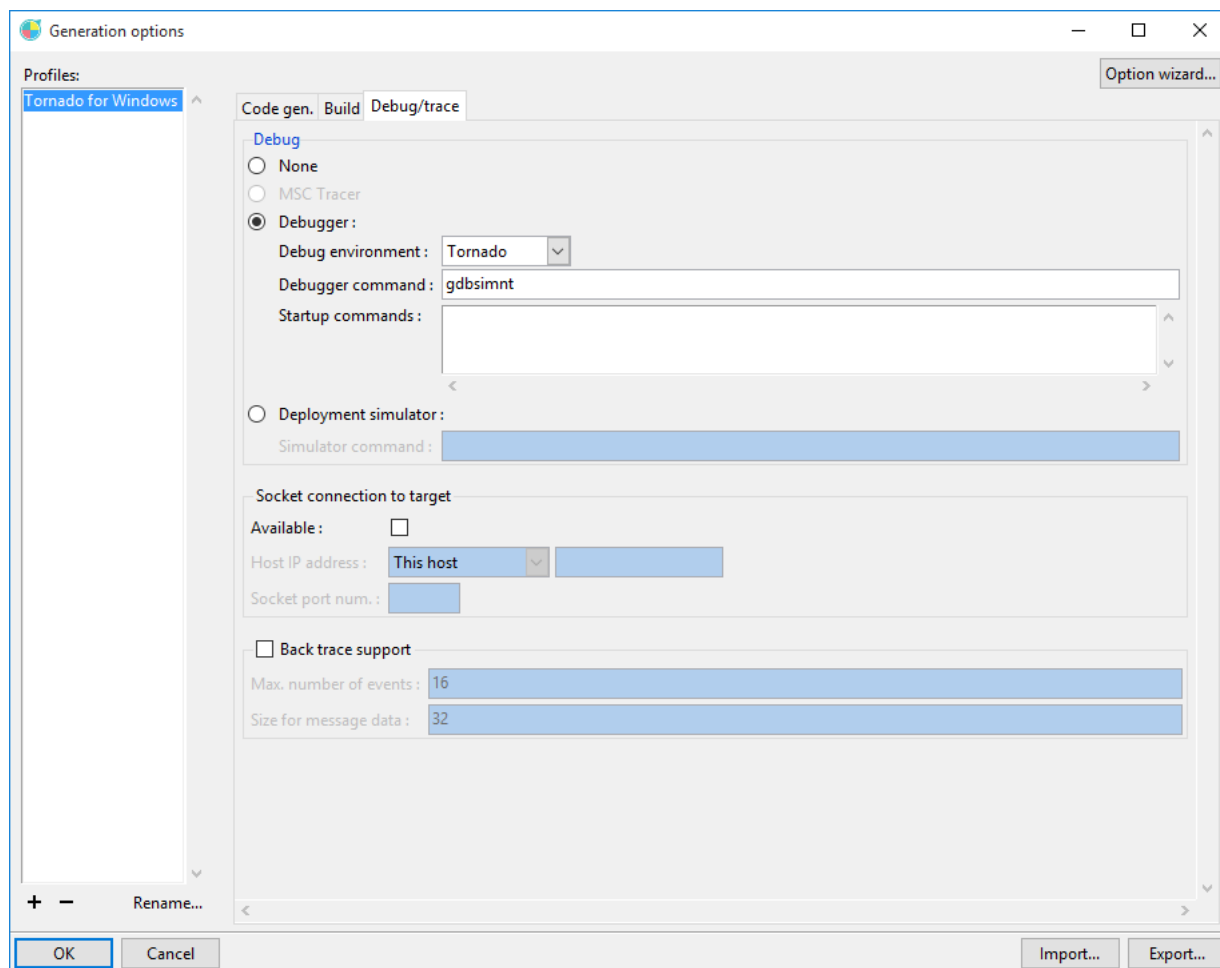 Generation options
Profiles:
Option wizard...
Tornado for Windows
Code gen. Build Debug/trace
Debug
None
MSC Tracer
Debugger :
Debug environment : Tornado
Debugger command : gdbsimnt
Startup commands :
Deployment simulator :
Simulator command :
Socket connection to target
Available :
Host IP address : This host
Socket port num. :
Back trace support
Max. number of events : 16
Size for message data : 32
+ − Rename...
OK Cancel Import... Export...